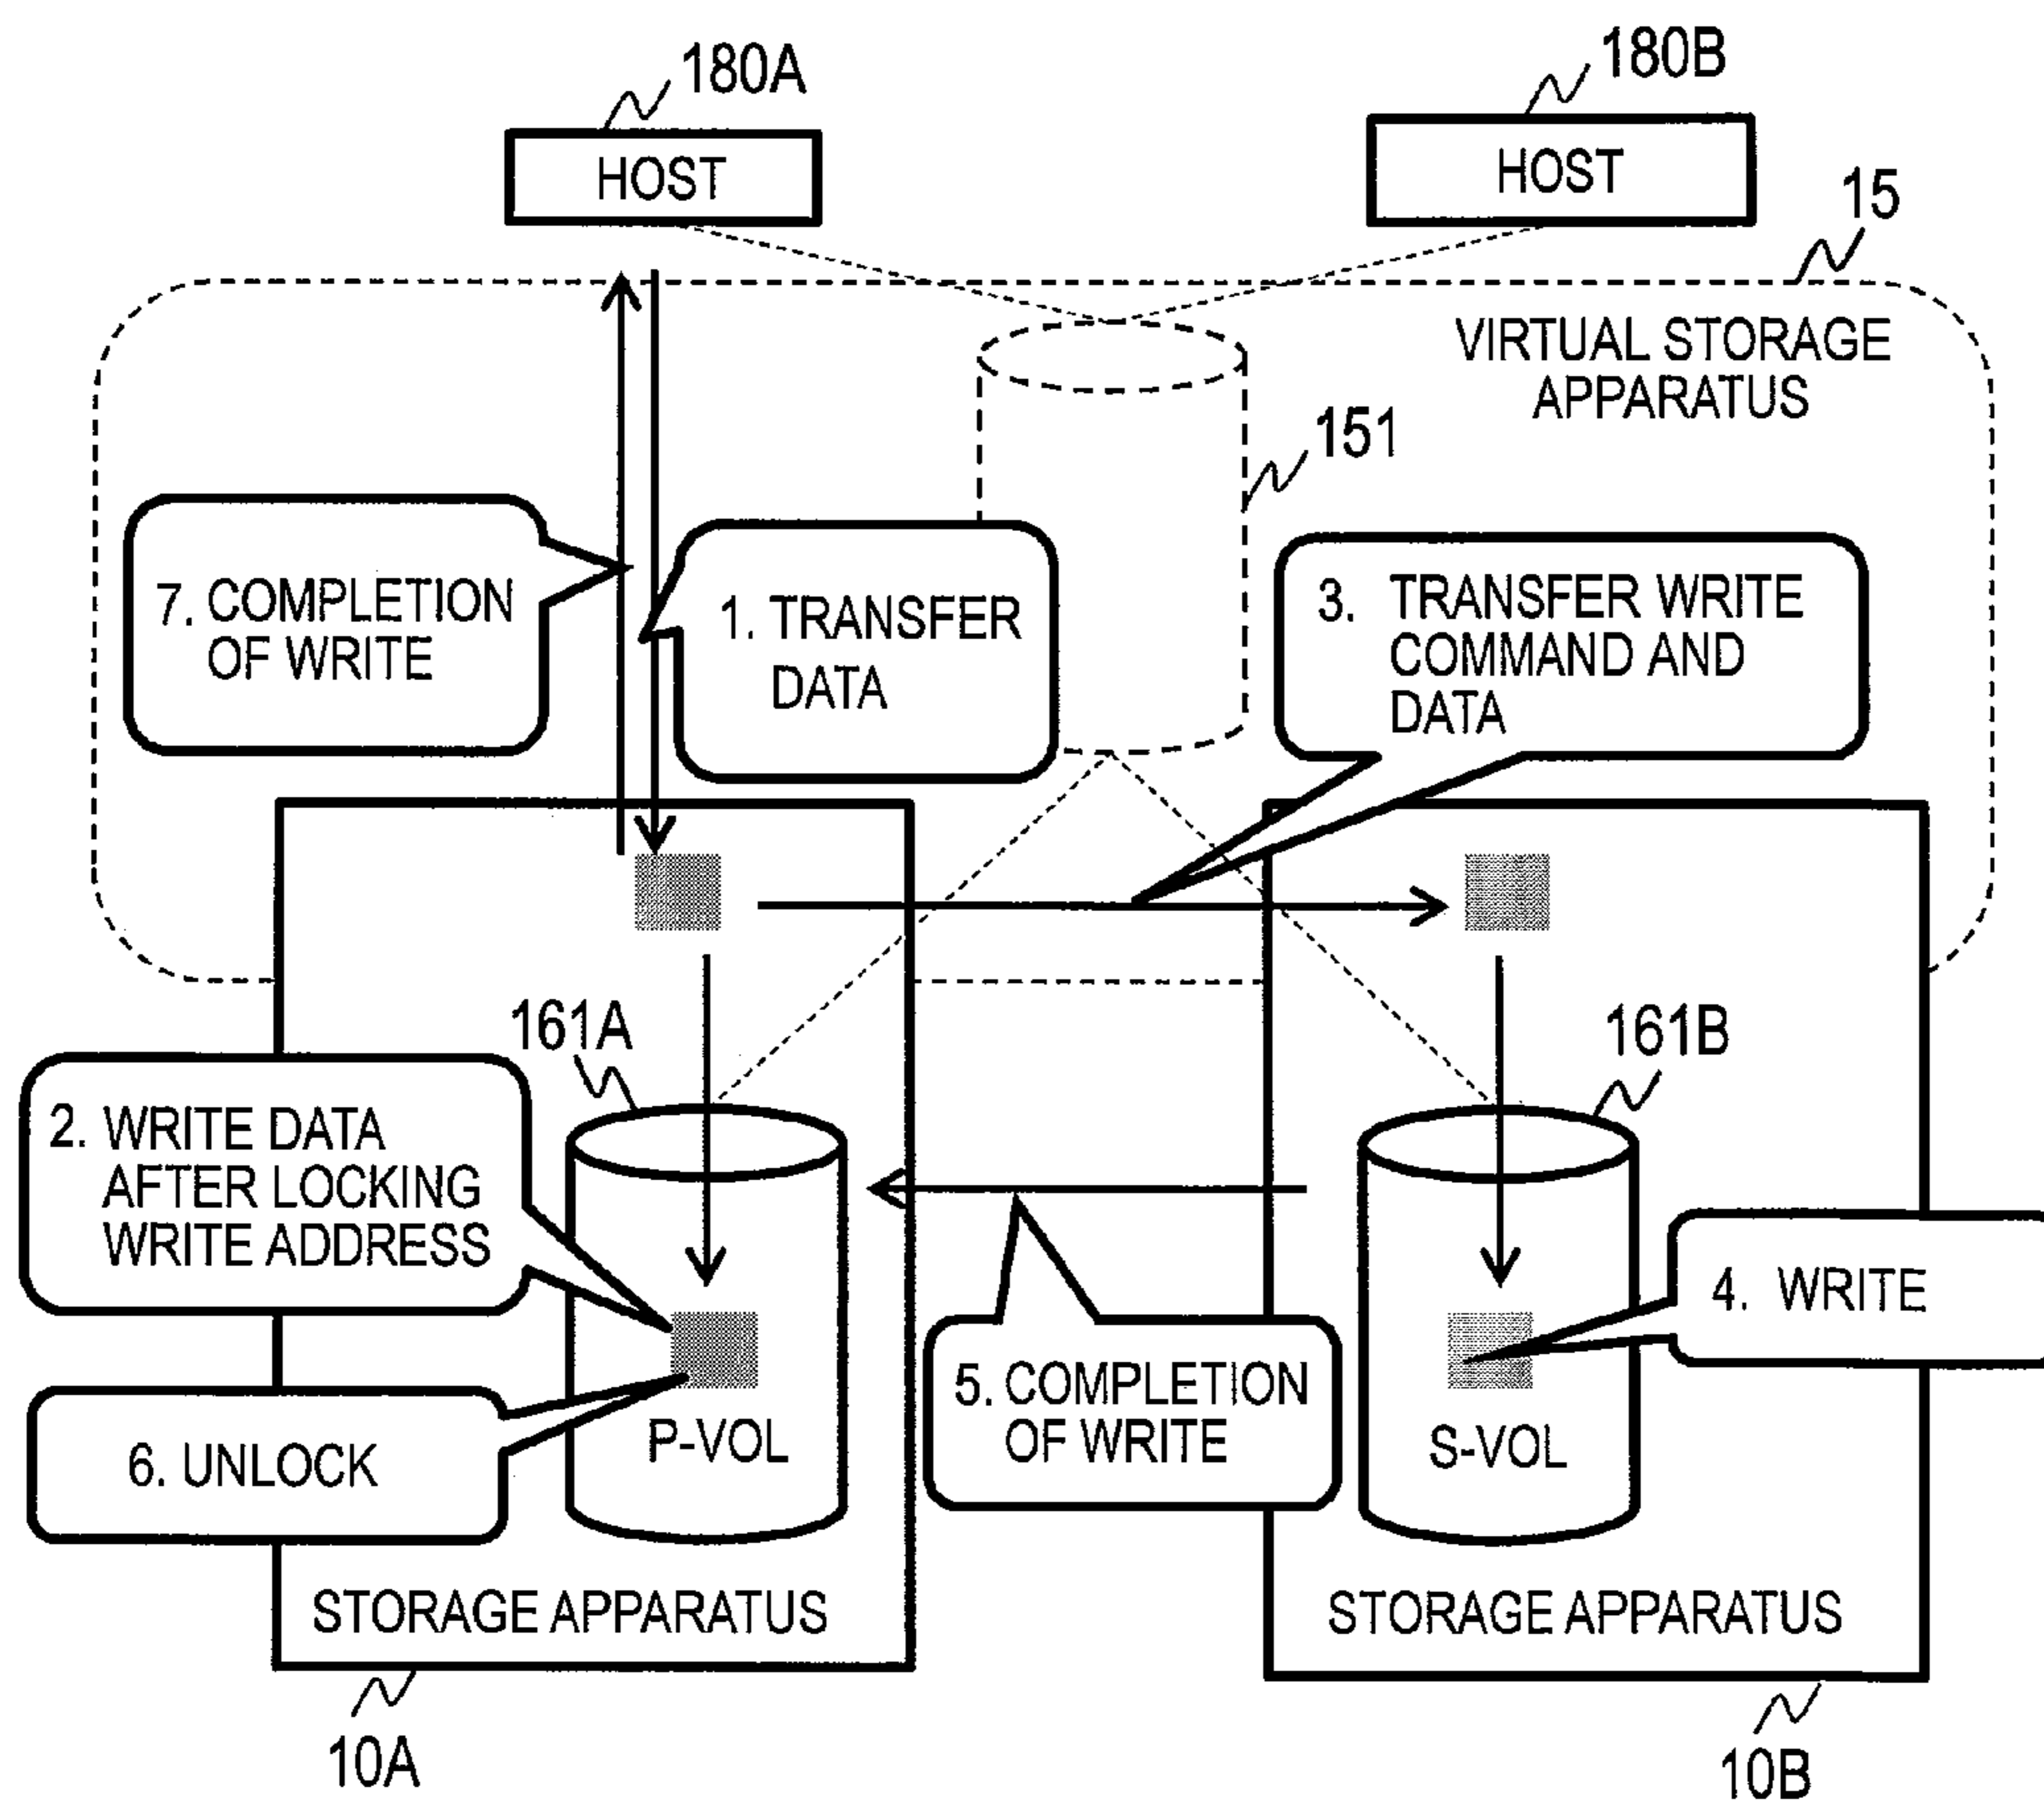 180A
180B
HOST
HOST
15
VIRTUAL STORAGE
APPARATUS
151
7. COMPLETION
OF WRITE
1. TRANSFER
DATA
3. TRANSFER WRITE
COMMAND AND
DATA
161A
161B
2. WRITE DATA
AFTER LOCKING
WRITE ADDRESS
4. WRITE
5. COMPLETION
OF WRITE
6. UNLOCK
P-VOL
S-VOL
STORAGE APPARATUS
STORAGE APPARATUS
10A
10B